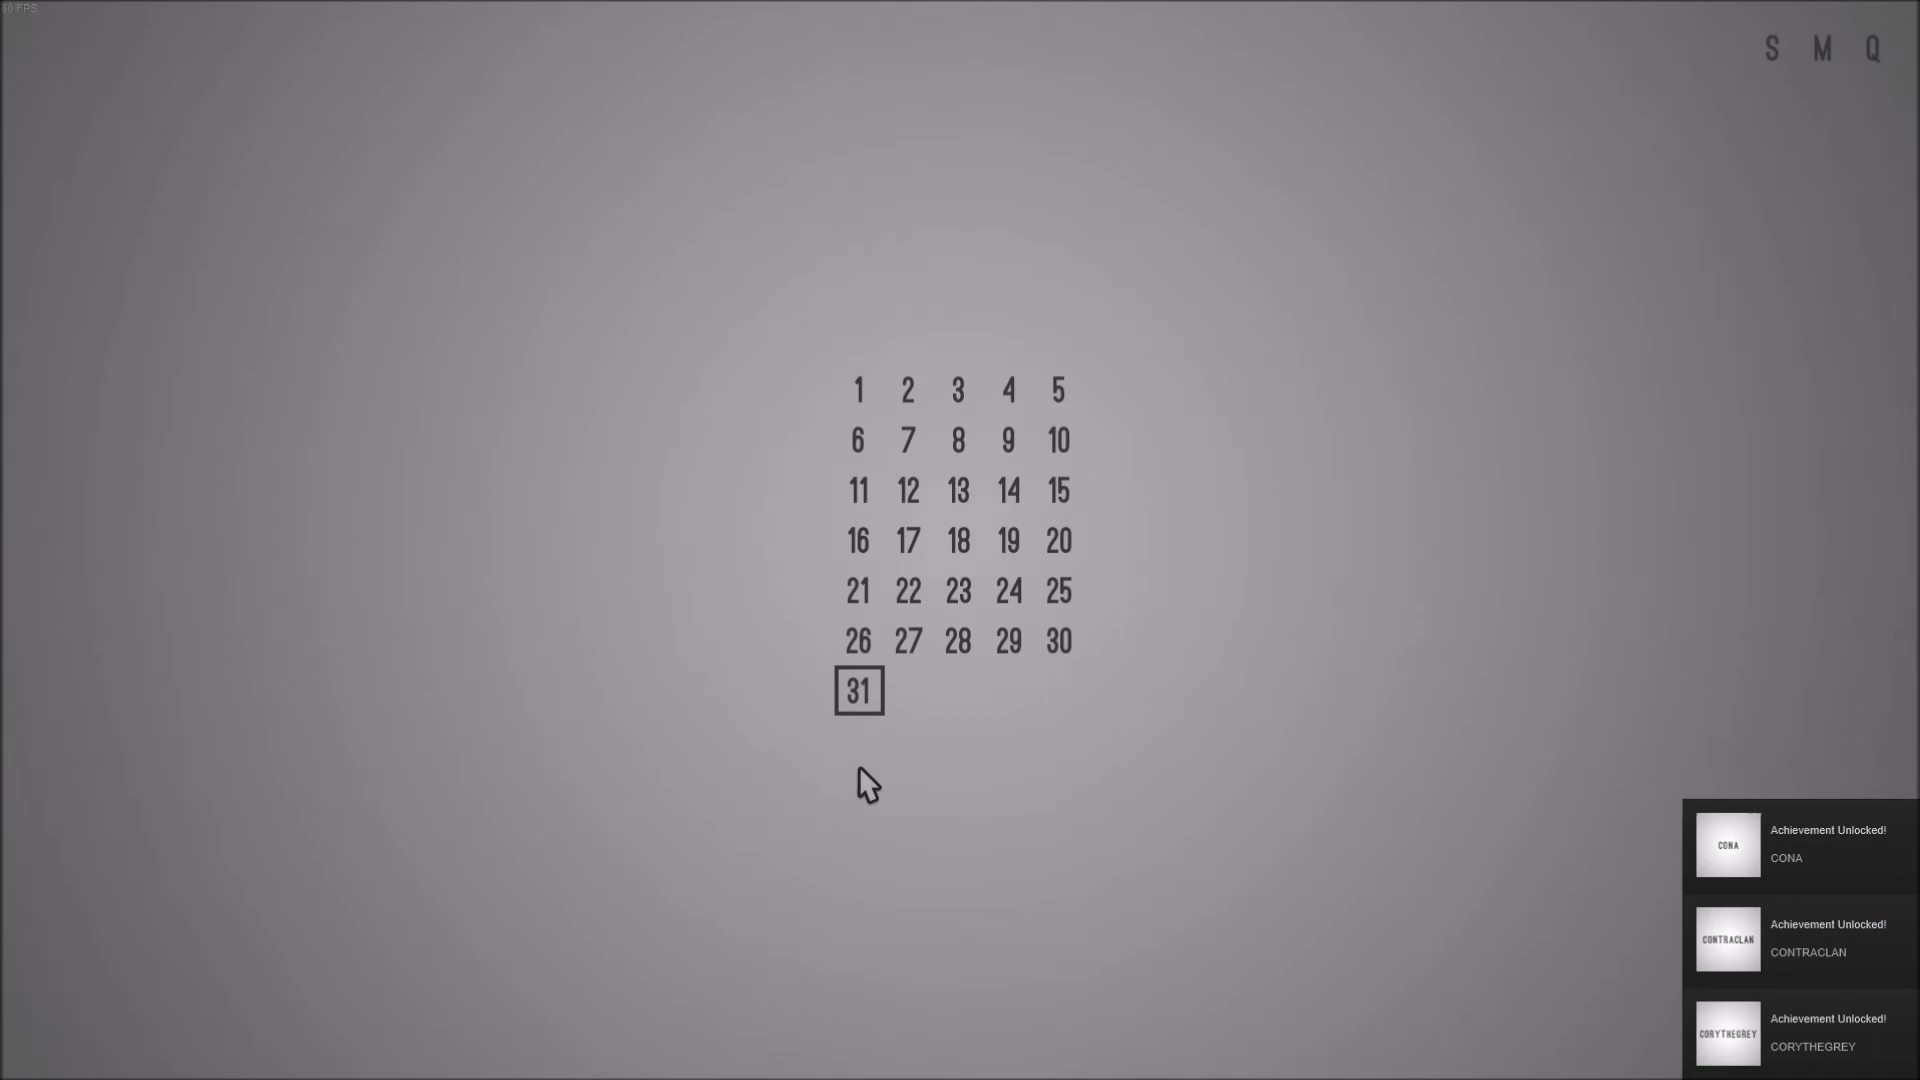 60 FPS
S M Q
1 2 3 4 5
6 7 8 9 10
11 12 13 14 15
16 17 18 19 20
21 22 23 24 25
26 27 28 29 30
31
CONA
Achievement Unlocked!
CONA
CONTRACLAN
Achievement Unlocked!
CONTRACLAN
CORYTHEGREY
Achievement Unlocked!
CORYTHEGREY